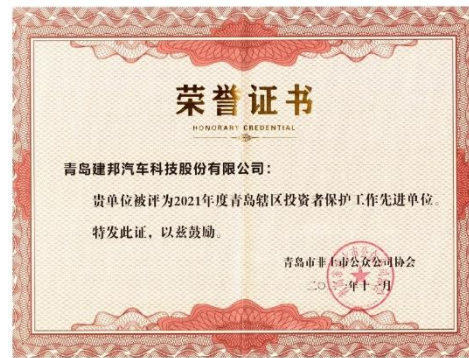 荣誉证书
HONORARY CREDENTIAL
青岛建邦汽车科技股份有限公司：
贵单位被评为2021年度青岛辖区投资者保护工作先进单位。
特发此证，以兹鼓励。
青岛市非上市公众公司协会